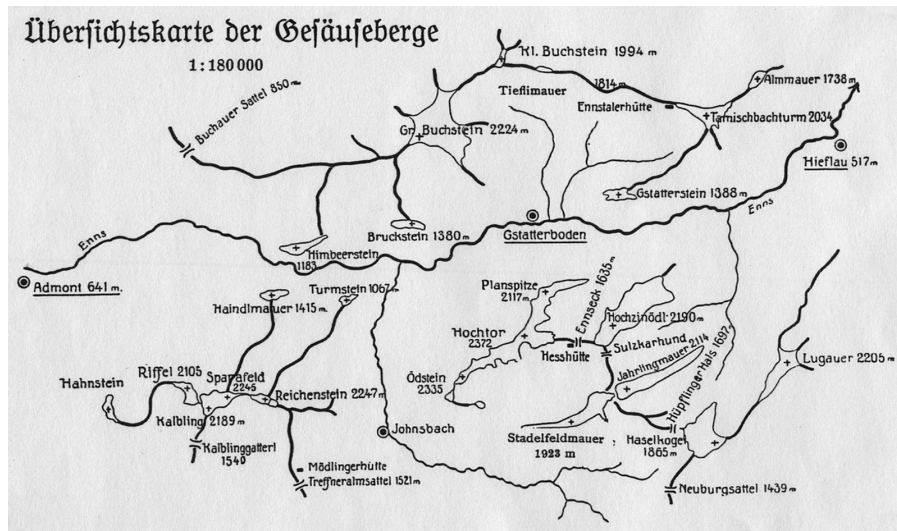 Übersichtskarte der Gesäuseberge
1:180 000
Kl. Buchstein 1994 m
Tieflimauer
1814 m
Ennstalerhütte
Almmauer 1738 m
Tamischbachturm 2034
Buchauer Sattel 850 m
Gr. Buchstein 2224 m
Hieflau 517 m
Gstatterstein 1388 m
Enns
Bruckstein 1380 m
Gstatterboden
Himbeerstein
1183
Enns
Admont 641 m.
Turmstein 1067 m
Haindlmauer 1415 m
Planspitze
2117 m
Ennseck 1635 m
Hochzinödl 2190 m
Hochtor
2372
Hesshütte
Sulzkarhund
Jahrlingmauer 2114
Hüpflinger Hals 1697
Lugauer 2205 m
Riffel 2105
Hahnstein
Sparafeld
2245
Reichenstein 2247 m
Ödstein
2335
Kalbling 2189 m
Kaiblinggatterl
1540
Johnsbach
Stadelfeldmauer
1923 m
Haselkogel
1865 m
Mödlingerhütte
Treffneralmsattel 1521 m
Neuburgsattel 1439 m